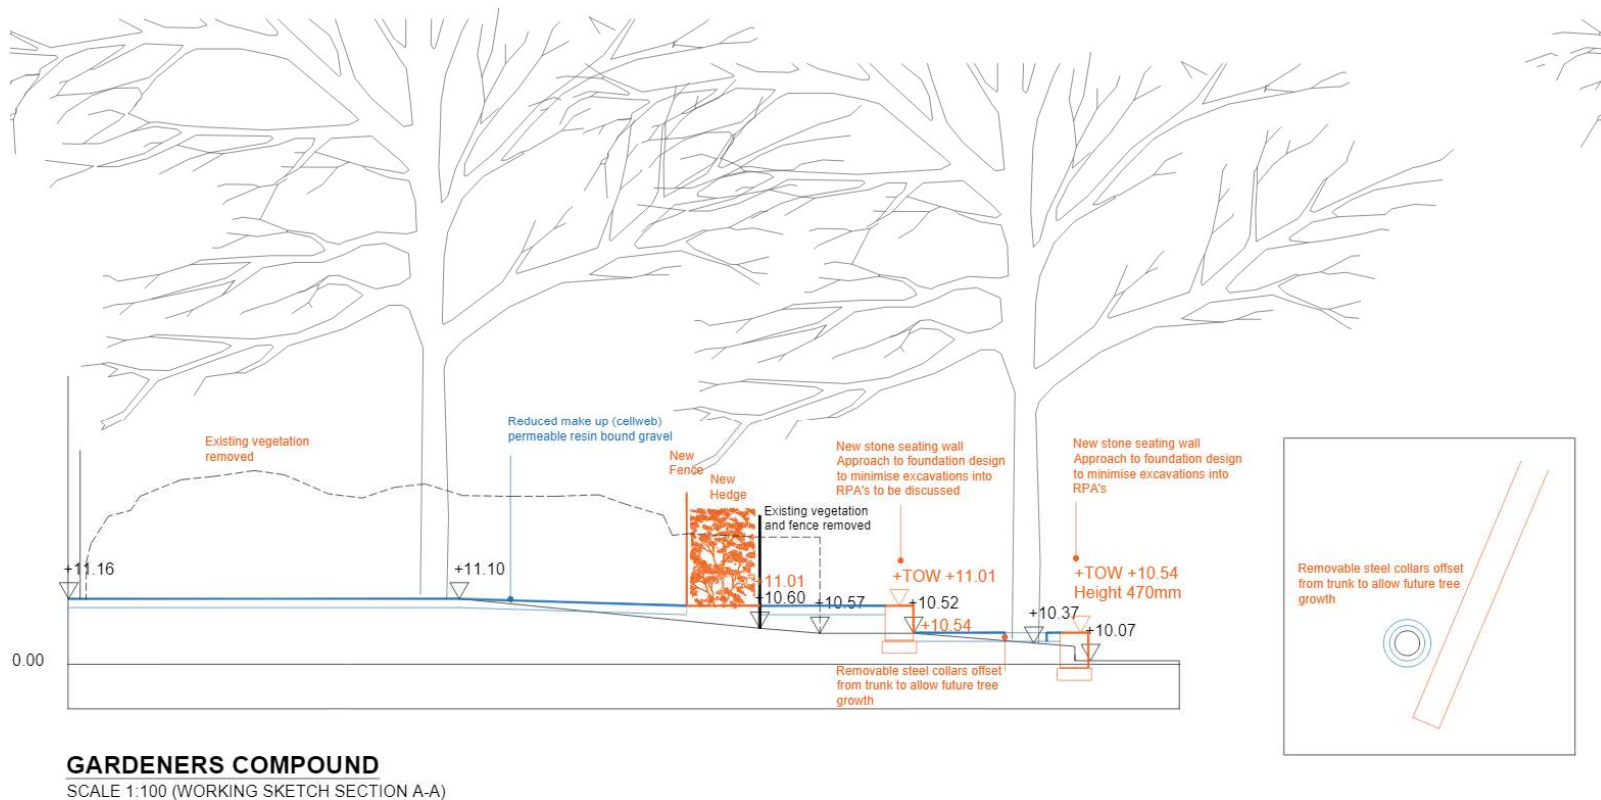 Existing vegetation
removed
Reduced make up (cellweb)
permeable resin bound gravel
New
Fence
New
Hedge
Existing vegetation
and fence removed
New stone seating wall
Approach to foundation design
to minimise excavations into
RPA's to be discussed
New stone seating wall
Approach to foundation design
to minimise excavations into
RPA's
+11.16
+11.10
+11.01
+10.60
+10.57
+TOW +11.01
+10.52
+10.54
+TOW +10.54
Height 470mm
+10.37
+10.07
0.00
Removable steel collars offset
from trunk to allow future tree
growth
Removable steel collars offset
from trunk to allow future tree
growth
GARDENERS COMPOUND
SCALE 1:100 (WORKING SKETCH SECTION A-A)